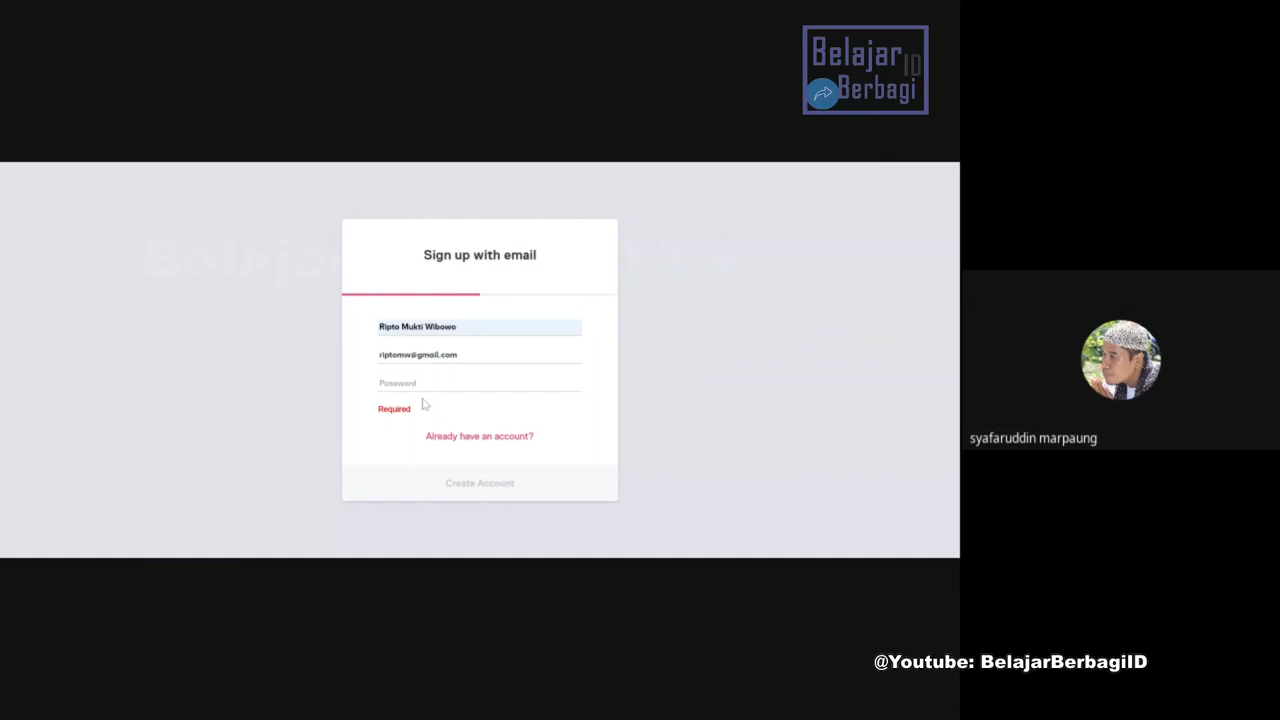 Belajar
ID
Berbagi
Sign up with email
Ripto Mukti Wibowo
riptomw@gmail.com
Password
Required
Already have an account?
Create Account
syafaruddin marpaung
@Youtube: BelajarBerbagiID